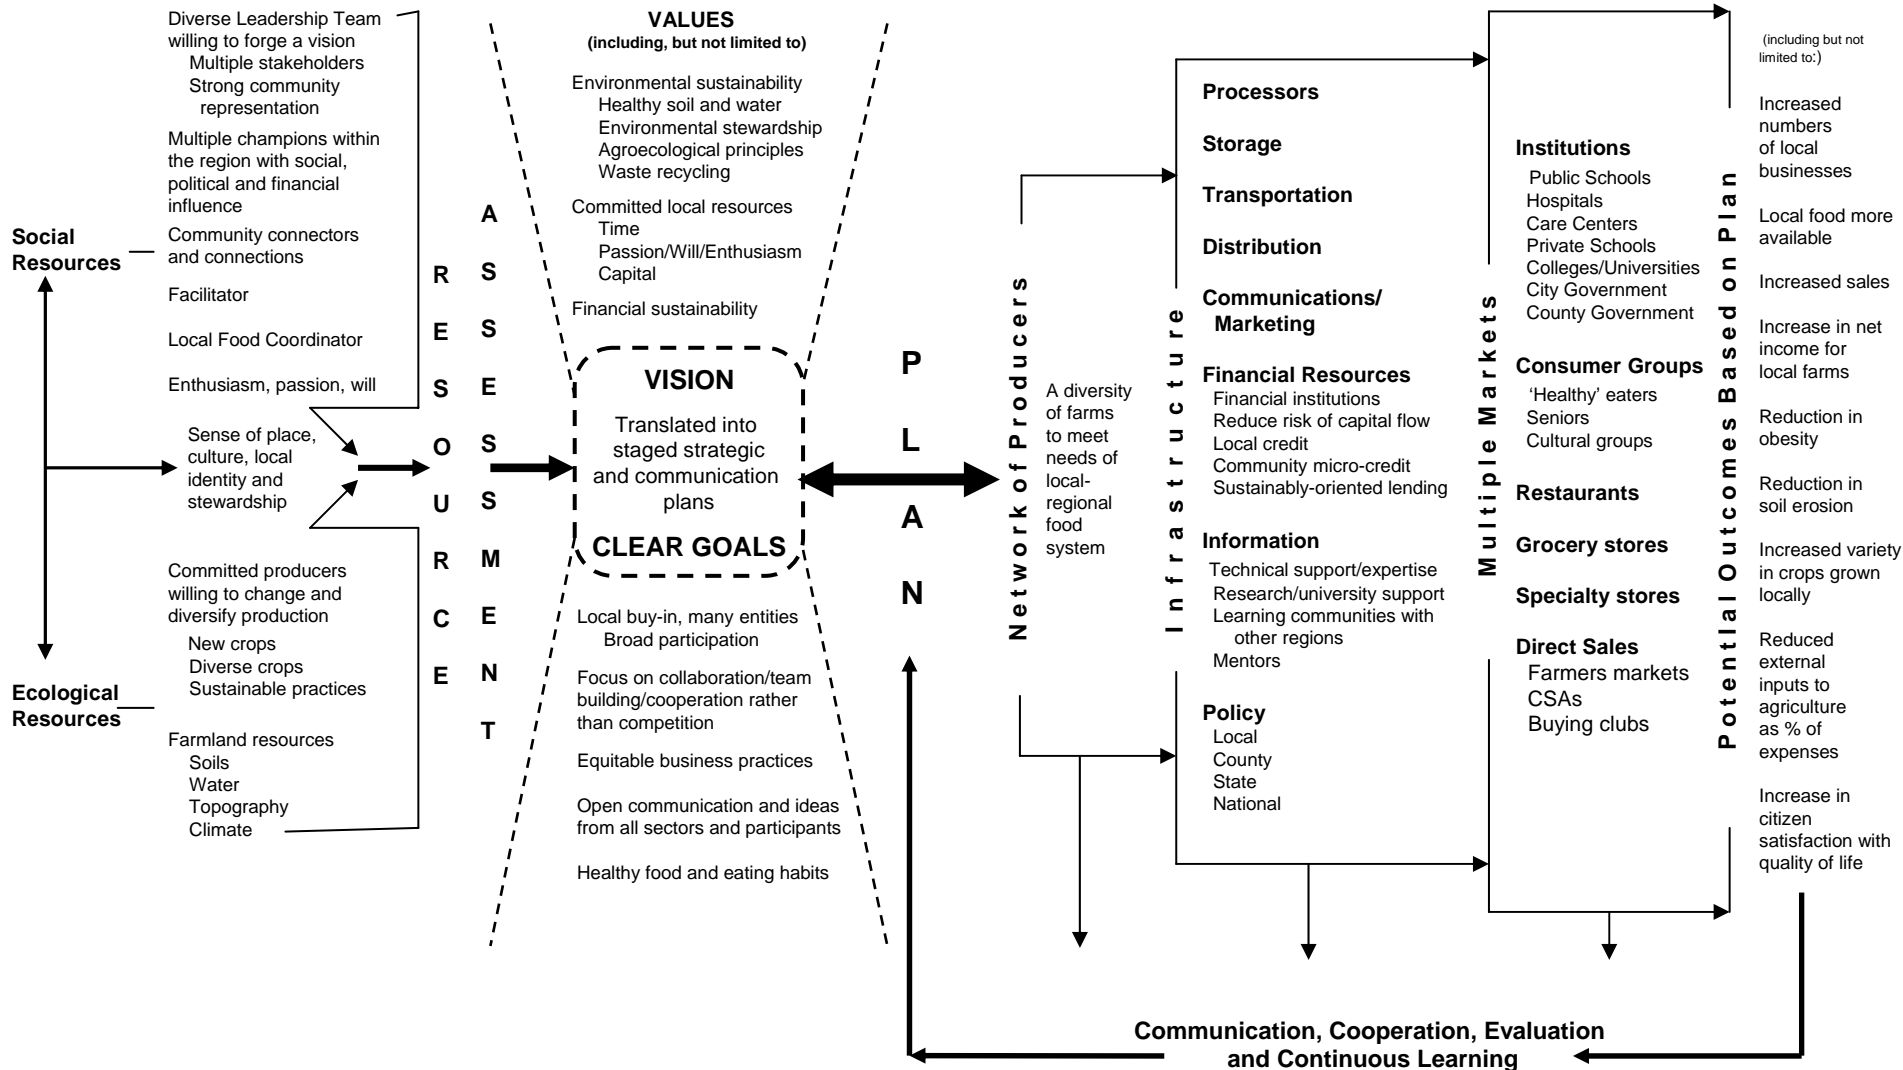 Diverse Leadership Team
willing to forge a vision
Multiple stakeholders
Strong community
representation
Multiple champions within
the region with social,
political and financial
influence
Social
Resources
Community connectors
and connections
Facilitator
Local Food Coordinator
Enthusiasm, passion, will
Sense of place,
culture, local
identity and
stewardship
Committed producers
willing to change and
diversify production
New crops
Diverse crops
Sustainable practices
Ecological
Resources
Farmland resources
Soils
Water
Topography
Climate
RESOURCE
ASSESSMENT
VALUES
(including, but not limited to)
Environmental sustainability
Healthy soil and water
Environmental stewardship
Agroecological principles
Waste recycling
Committed local resources
Time
Passion/Will/Enthusiasm
Capital
Financial sustainability
VISION
Translated into
staged strategic
and communication
plans
CLEAR GOALS
Local buy-in, many entities
Broad participation
Focus on collaboration/team
building/cooperation rather
than competition
Equitable business practices
Open communication and ideas
from all sectors and participants
Healthy food and eating habits
PLAN
Network of Producers
A diversity
of farms
to meet
needs of
local-
regional
food
system
Infrastructure
Processors
Storage
Transportation
Distribution
Communications/
Marketing
Financial Resources
Financial institutions
Reduce risk of capital flow
Local credit
Community micro-credit
Sustainably-oriented lending
Information
Technical support/expertise
Research/university support
Learning communities with
other regions
Mentors
Policy
Local
County
State
National
Multiple Markets
Institutions
Public Schools
Hospitals
Care Centers
Private Schools
Colleges/Universities
City Government
County Government
Consumer Groups
‘Healthy’ eaters
Seniors
Cultural groups
Restaurants
Grocery stores
Specialty stores
Direct Sales
Farmers markets
CSAs
Buying clubs
Potential Outcomes Based on Plan
(including but not
limited to:)
Increased
numbers
of local
businesses
Local food more
available
Increased sales
Increase in net
income for
local farms
Reduction in
obesity
Reduction in
soil erosion
Increased variety
in crops grown
locally
Reduced
external
inputs to
agriculture
as % of
expenses
Increase in
citizen
satisfaction with
quality of life
Communication, Cooperation, Evaluation
and Continuous Learning